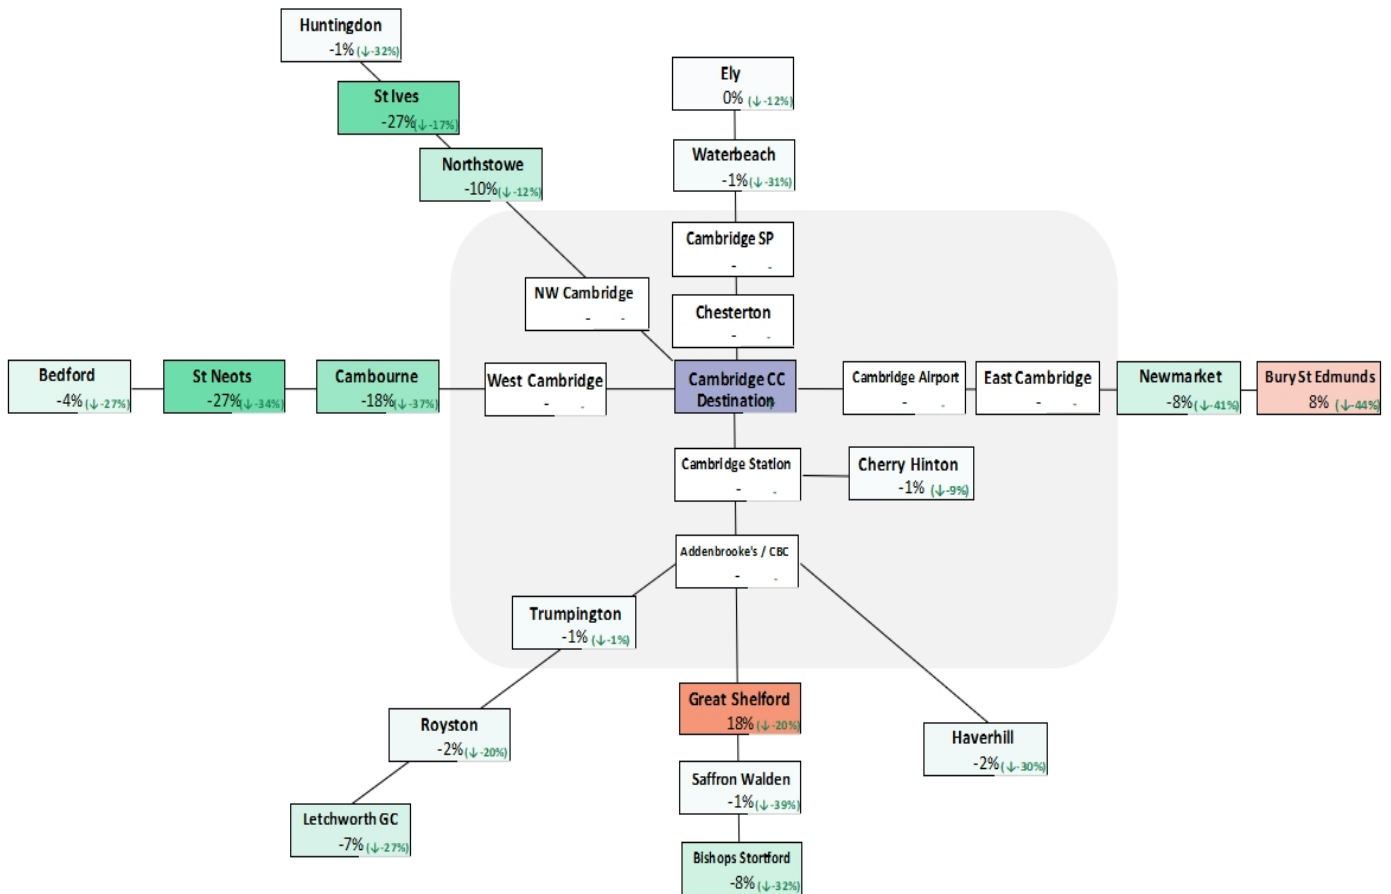 Huntingdon
-1% (↓-32%)
St Ives
-27% (↓-17%)
Northstowe
-10% (↓-12%)
Ely
0% (↓-12%)
Waterbeach
-1% (↓-31%)
Cambridge SP
- -
NW Cambridge
- -
Chesterton
- -
Bedford
-4% (↓-27%)
St Neots
-27% (↓-34%)
Cambourne
-18% (↓-37%)
West Cambridge
- -
Cambridge CC
Destination
Cambridge Airport
- -
East Cambridge
- -
Newmarket
-8% (↓-41%)
Bury St Edmunds
8% (↓-44%)
Cambridge Station
- -
Cherry Hinton
-1% (↓-9%)
Addenbrooke's / CBC
- -
Trumpington
-1% (↓-1%)
Great Shelford
18% (↓-20%)
Royston
-2% (↓-20%)
Haverhill
-2% (↓-30%)
Saffron Walden
-1% (↓-39%)
Letchworth GC
-7% (↓-27%)
Bishops Stortford
-8% (↓-32%)